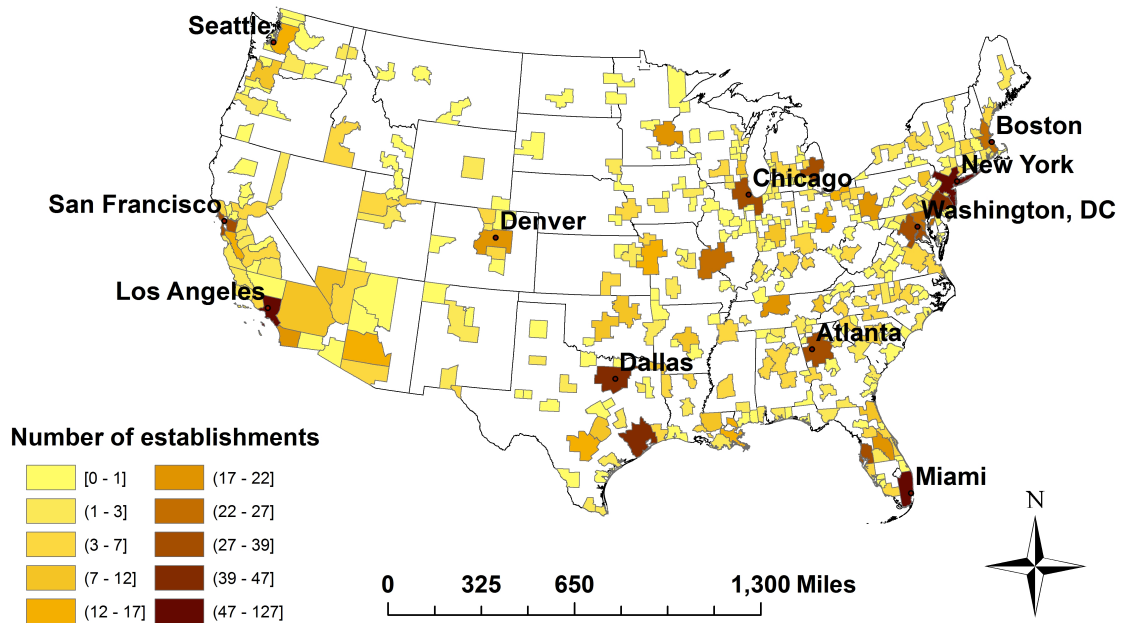 Seattle
Boston
New York
Chicago
San Francisco
Washington, DC
Denver
Los Angeles
Atlanta
Dallas
Miami
Number of establishments
[0 - 1] (17 - 22]
(1 - 3] (22 - 27]
(3 - 7] (27 - 39]
(7 - 12] (39 - 47]
(12 - 17] (47 - 127]
0 325 650 1,300 Miles
N